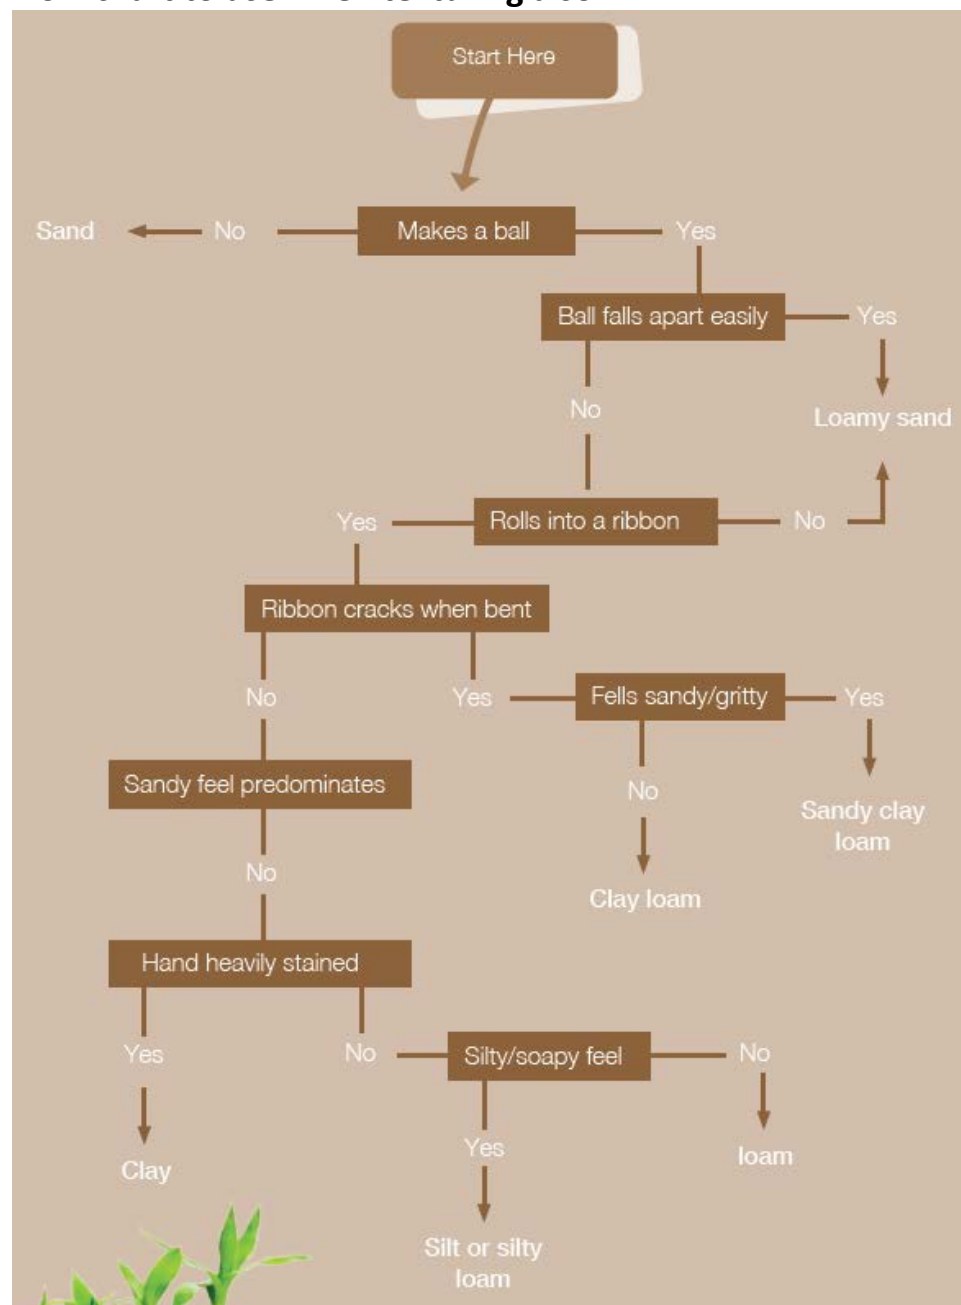 Start Here
Sand
No
Makes a ball
Yes
Ball falls apart easily
Yes
No
Loamy sand
Yes
Rolls into a ribbon
No
Ribbon cracks when bent
No
Yes
Fells sandy/gritty
Yes
Sandy feel predominates
No
Sandy clay
loam
No
Clay loam
Hand heavily stained
Yes
No
Silty/soapy feel
No
Clay
Yes
loam
Silt or silty
loam